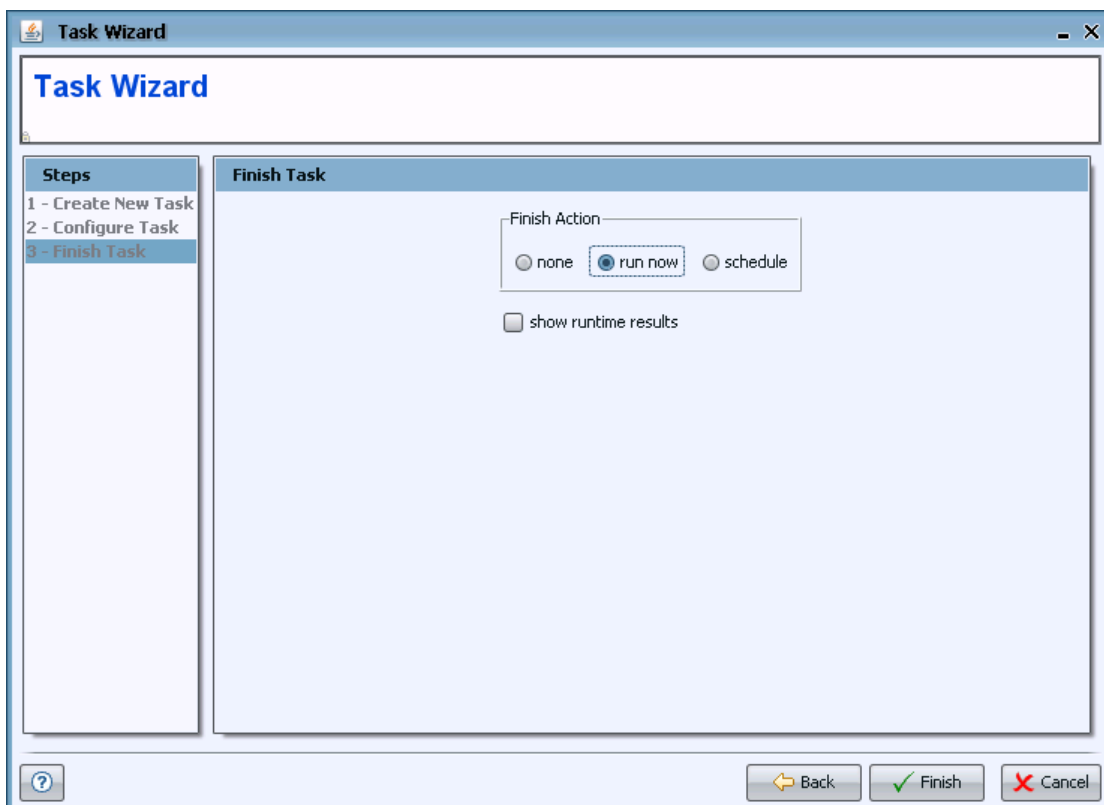 Task Wizard
Task Wizard
Steps
1 - Create New Task
2 - Configure Task
3 - Finish Task
Finish Task
Finish Action
none run now schedule
show runtime results
? Back Finish Cancel